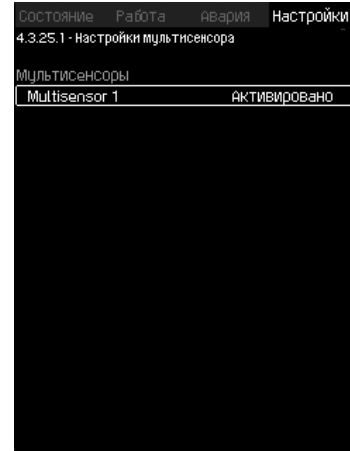 Состояние Работа Авария Настройки
4.3.25.1 - Настройки мультисенсора
Мультисенсоры
Multisensor 1 Активировано